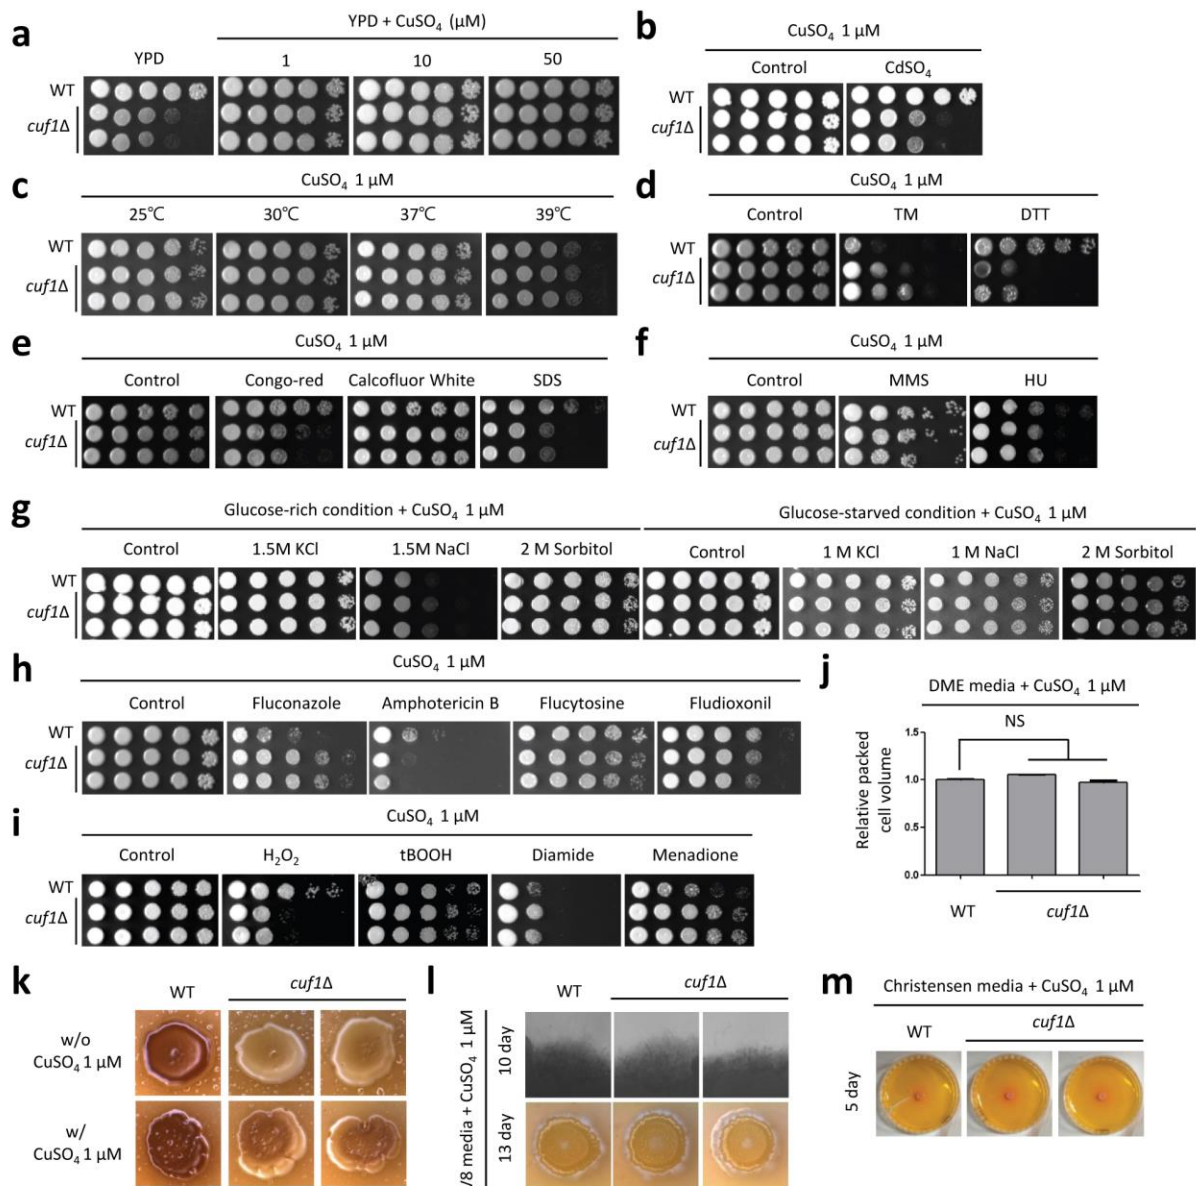 a
YPD + CuSO4 (µM)
YPD 1 10 50
WT
cuf1Δ
b
CuSO4 1 µM
Control CdSO4
WT
cuf1Δ
c
CuSO4 1 µM
25℃ 30℃ 37℃ 39℃
WT
cuf1Δ
d
CuSO4 1 µM
Control TM DTT
WT
cuf1Δ
e
CuSO4 1 µM
Control Congo-red Calcofluor White SDS
WT
cuf1Δ
f
CuSO4 1 µM
Control MMS HU
WT
cuf1Δ
g
Glucose-rich condition + CuSO4 1 µM Glucose-starved condition + CuSO4 1 µM
Control 1.5M KCl 1.5M NaCl 2 M Sorbitol Control 1 M KCl 1 M NaCl 2 M Sorbitol
WT
cuf1Δ
h
CuSO4 1 µM
Control Fluconazole Amphotericin B Flucytosine Fludioxonil
WT
cuf1Δ
i
CuSO4 1 µM
Control H2O2 tBOOH Diamide Menadione
WT
cuf1Δ
j
DME media + CuSO4 1 µM
NS
Relative packed
cell volume
1.5
1.0
0.5
0.0
WT cuf1Δ
k
WT cuf1Δ
w/o
CuSO4 1 µM
w/
CuSO4 1 µM
l
WT cuf1Δ
V8 media + CuSO4 1 µM
10 day
13 day
m
Christensen media + CuSO4 1 µM
WT cuf1Δ
5 day